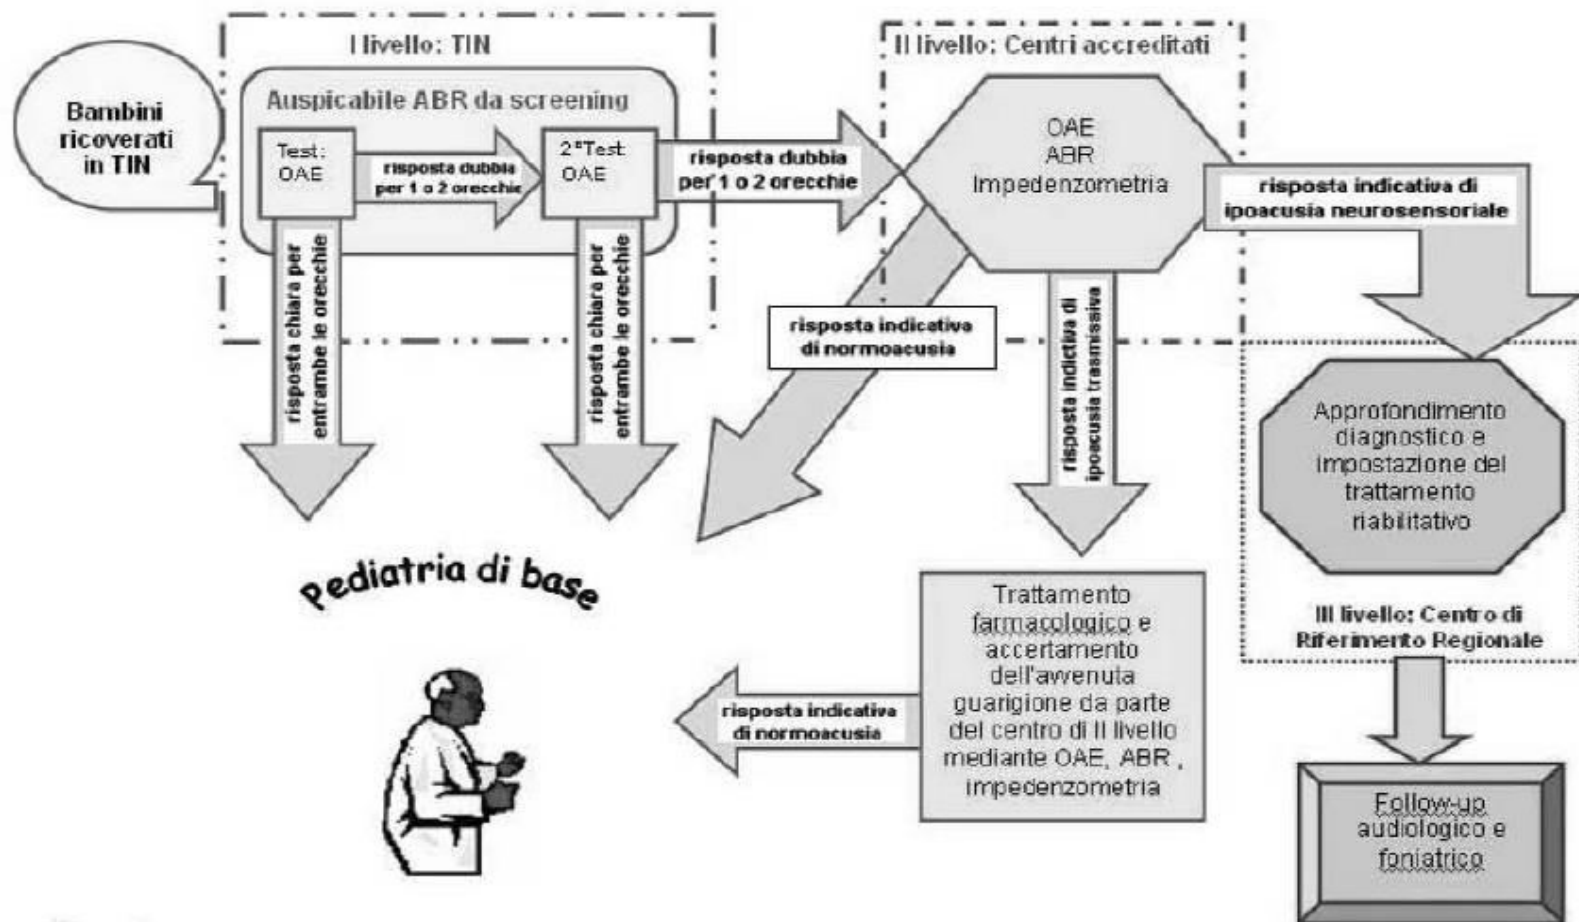 I livello: TIN
II livello: Centri accreditati
Bambini
ricoverati
in TIN
Auspicabile ABR da screening
Test:
OAE
risposta dubbia
per 1 o 2 orecchie
2°Test
OAE
risposta dubbia
per 1 o 2 orecchie
OAE
ABR
Impedenzometria
risposta indicativa di
ipoacusia neurosensoriale
risposta chiara per
entrambe le orecchie
risposta chiara per
entrambe le orecchie
risposta indicativa
di normoacusia
risposta indictiva di
ipoacusia trasmissiva
Approfondimento
diagnostico e
impostazione del
trattamento
riabilitativo
III livello: Centro di
Riferimento Regionale
Pediatria di base
Trattamento
farmacologico e
accertamento
dell'avvenuta
guarigione da parte
del centro di II livello
mediante OAE, ABR ,
impedenzometria
risposta indicativa
di normoacusia
Follow-up
audiologico e
foniatrico